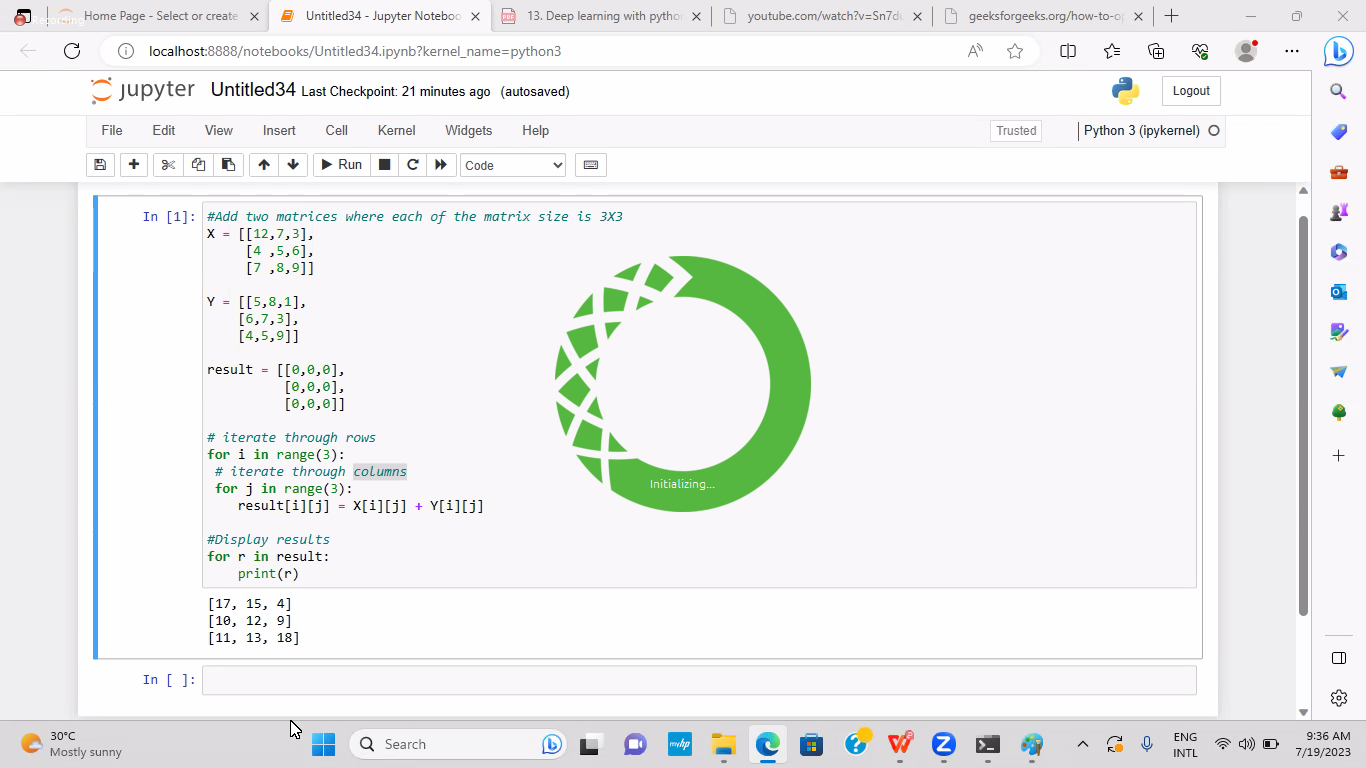 Recording
Home Page - Select or create
Untitled34 - Jupyter Noteboo
13. Deep learning with python
youtube.com/watch?v=Sn7du
geeksforgeeks.org/how-to-op
localhost:8888/notebooks/Untitled34.ipynb?kernel_name=python3
jupyter Untitled34 Last Checkpoint: 21 minutes ago (autosaved)
Logout
File Edit View Insert Cell Kernel Widgets Help
Trusted
Python 3 (ipykernel)
Run
Code
In [1]:
#Add two matrices where each of the matrix size is 3X3
X = [[12,7,3],
[4 ,5,6],
[7 ,8,9]]
Y = [[5,8,1],
[6,7,3],
[4,5,9]]
result = [[0,0,0],
[0,0,0],
[0,0,0]]
# iterate through rows
for i in range(3):
# iterate through columns
for j in range(3):
result[i][j] = X[i][j] + Y[i][j]
#Display results
for r in result:
print(r)
Initializing...
[17, 15, 4]
[10, 12, 9]
[11, 13, 18]
In [ ]:
30°C
Mostly sunny
Search
myhp
ENG
INTL
9:36 AM
7/19/2023